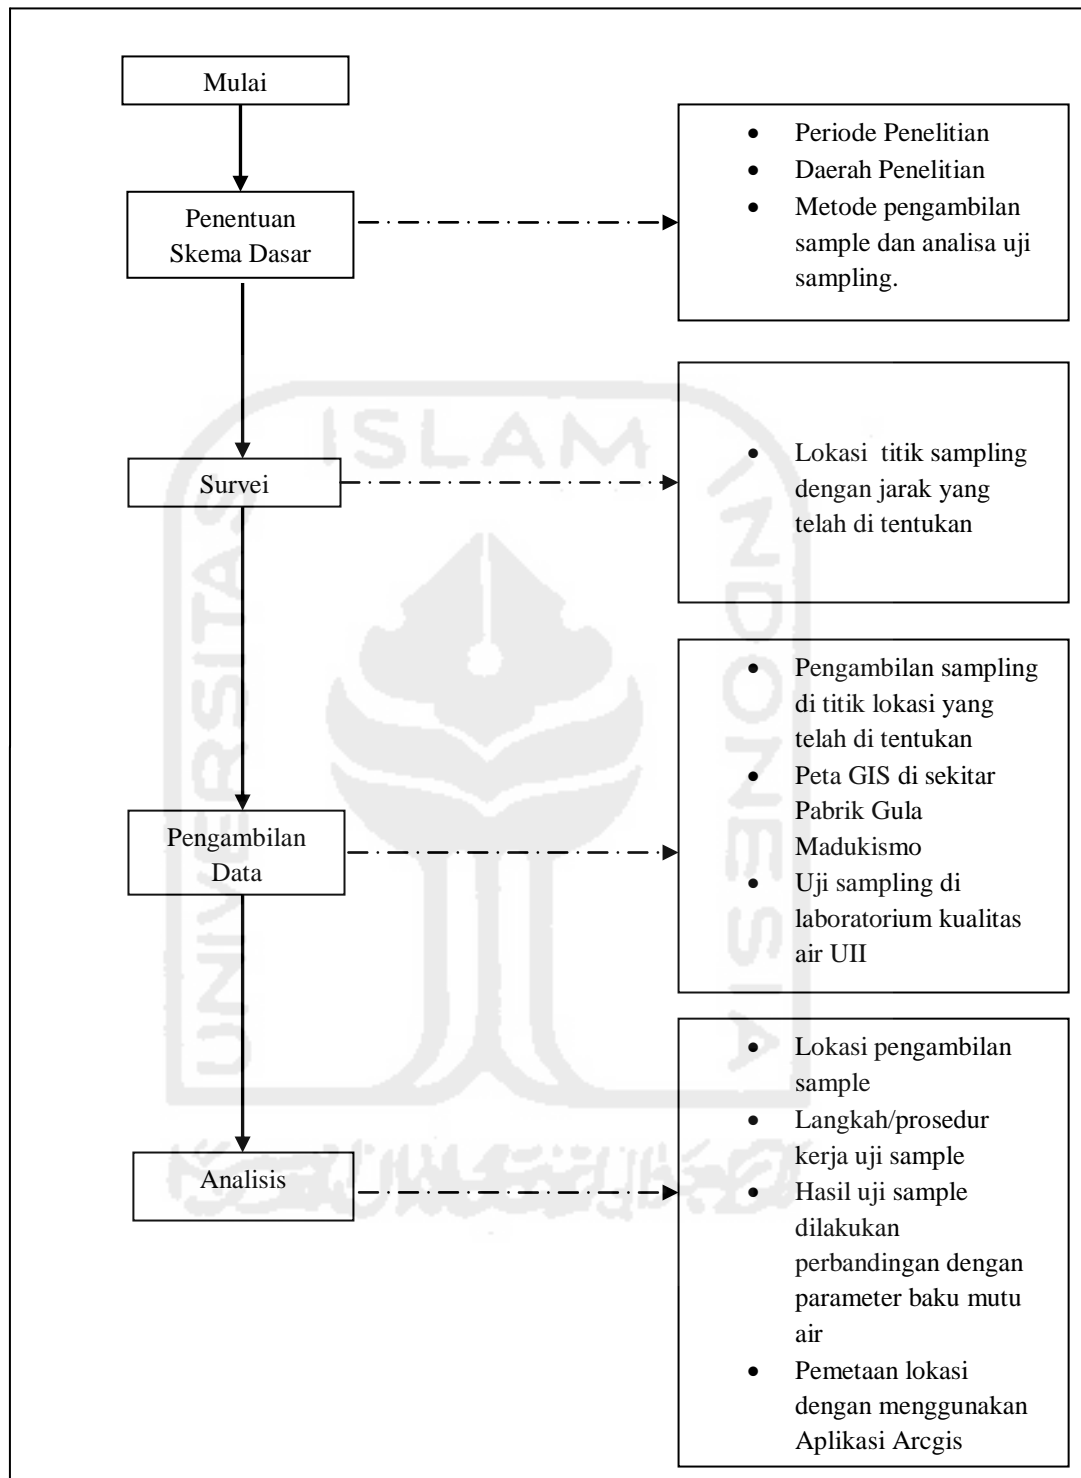 Mulai
Penentuan
Skema Dasar
• Periode Penelitian
• Daerah Penelitian
• Metode pengambilan
sample dan analisa uji
sampling.
Survei
• Lokasi titik sampling
dengan jarak yang
telah di tentukan
Pengambilan
Data
• Pengambilan sampling
di titik lokasi yang
telah di tentukan
• Peta GIS di sekitar
Pabrik Gula
Madukismo
• Uji sampling di
laboratorium kualitas
air UII
Analisis
• Lokasi pengambilan
sample
• Langkah/prosedur
kerja uji sample
• Hasil uji sample
dilakukan
perbandingan dengan
parameter baku mutu
air
• Pemetaan lokasi
dengan menggunakan
Aplikasi Arcgis
UNIVERSITAS
ISLAM
INDONESIA